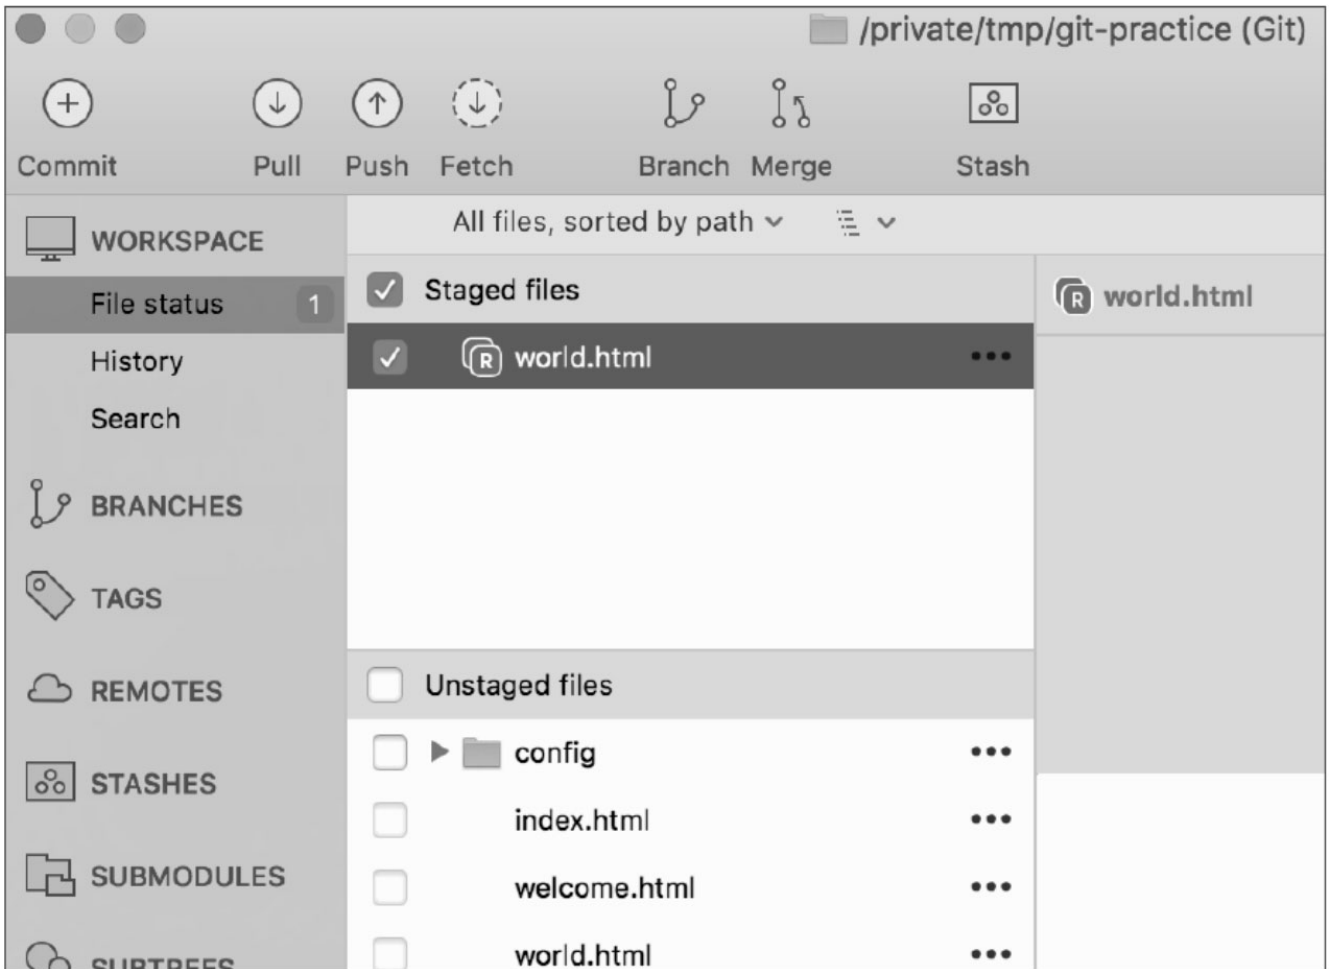 /private/tmp/git-practice (Git)
Commit Pull Push Fetch Branch Merge Stash
WORKSPACE
File status 1
History
Search
BRANCHES
TAGS
REMOTES
STASHES
SUBMODULES
SUBTREES
All files, sorted by path
Staged files
R world.html
Unstaged files
config
index.html
welcome.html
world.html
R world.html